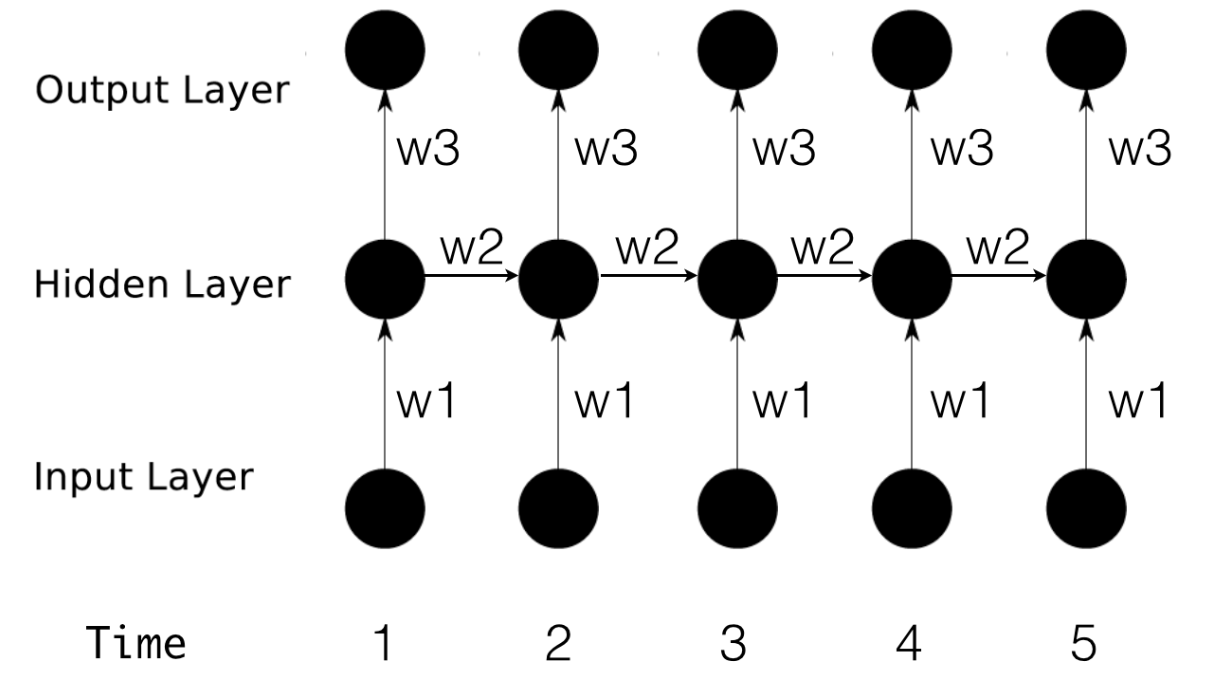 Output Layer
w3 w3 w3 w3 w3
w2 w2 w2 w2
Hidden Layer
w1 w1 w1 w1 w1
Input Layer
Time 1 2 3 4 5